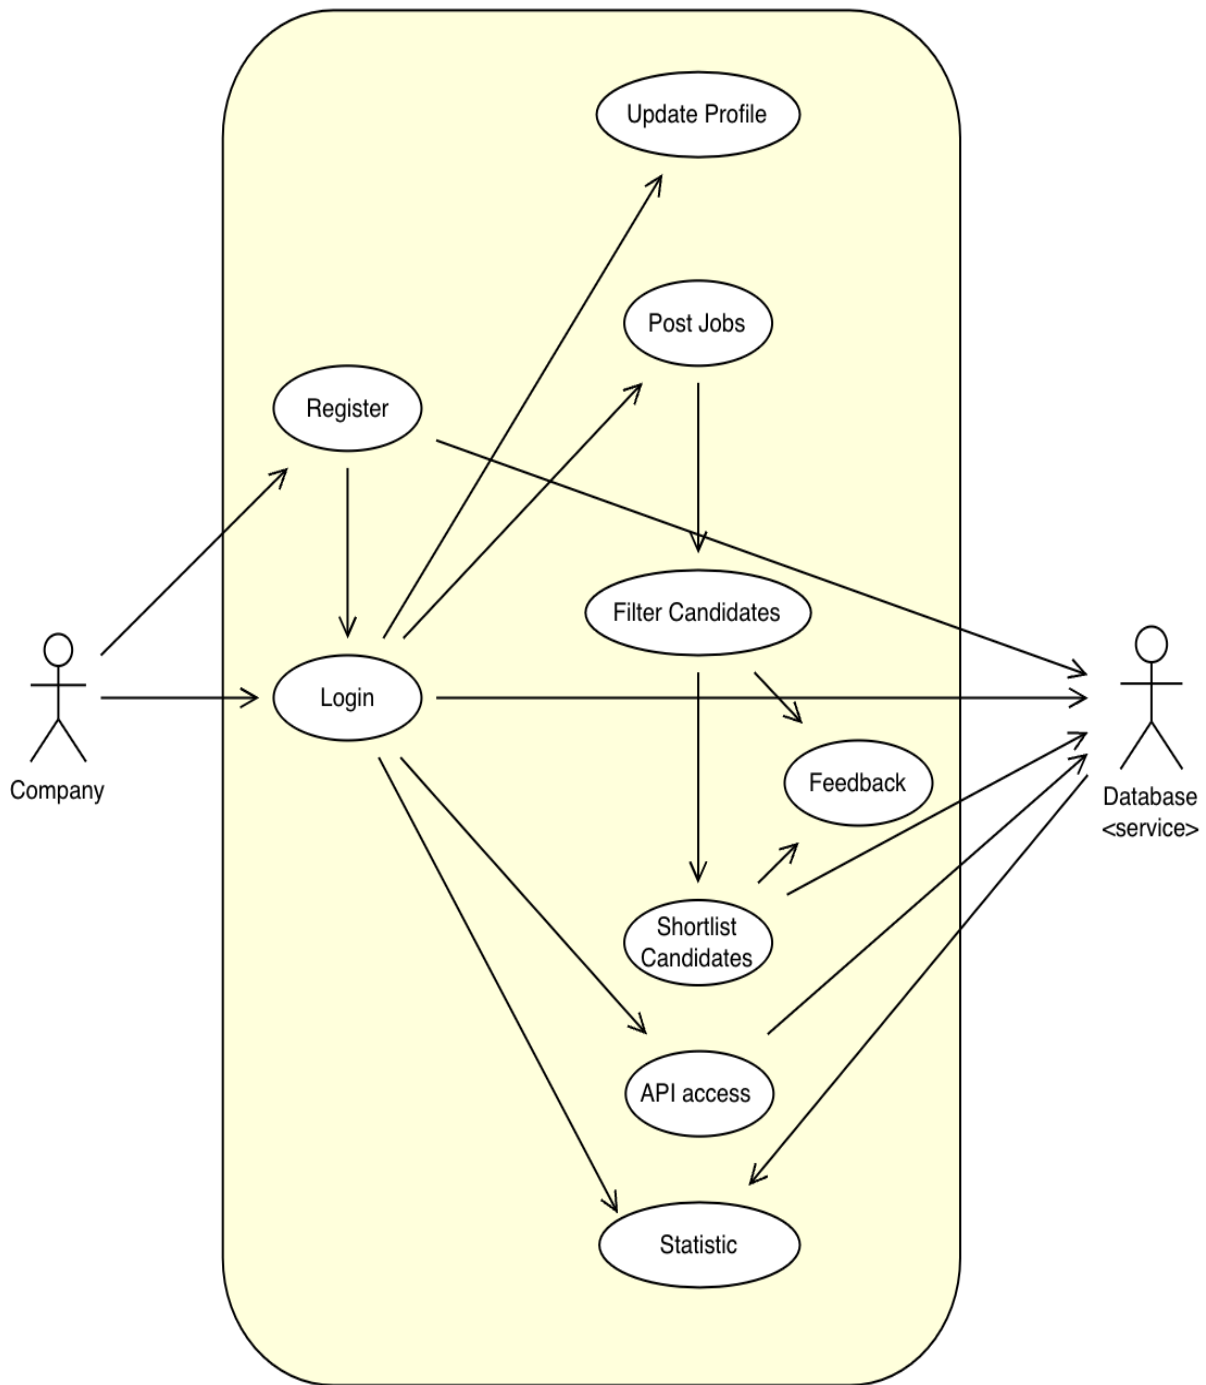 Update Profile
Post Jobs
Register
Filter Candidates
Login
Feedback
Company
Database
<service>
Shortlist
Candidates
API access
Statistic